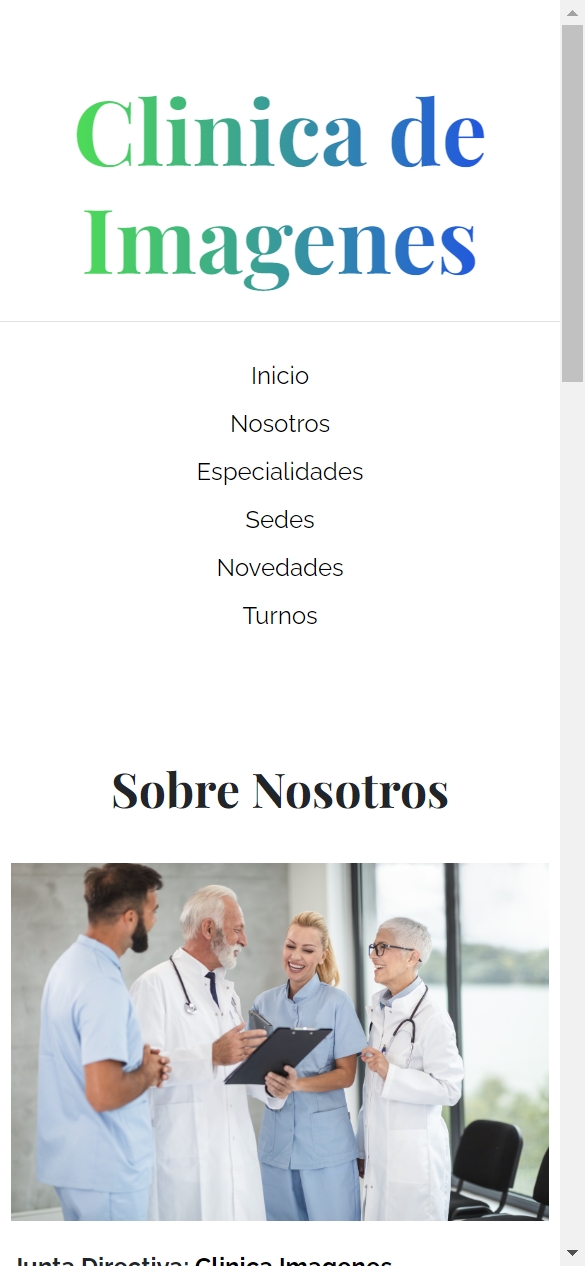 Clinica de
Imagenes
Inicio
Nosotros
Especialidades
Sedes
Novedades
Turnos
Sobre Nosotros
Junta Directiva: Clinica Imagenes